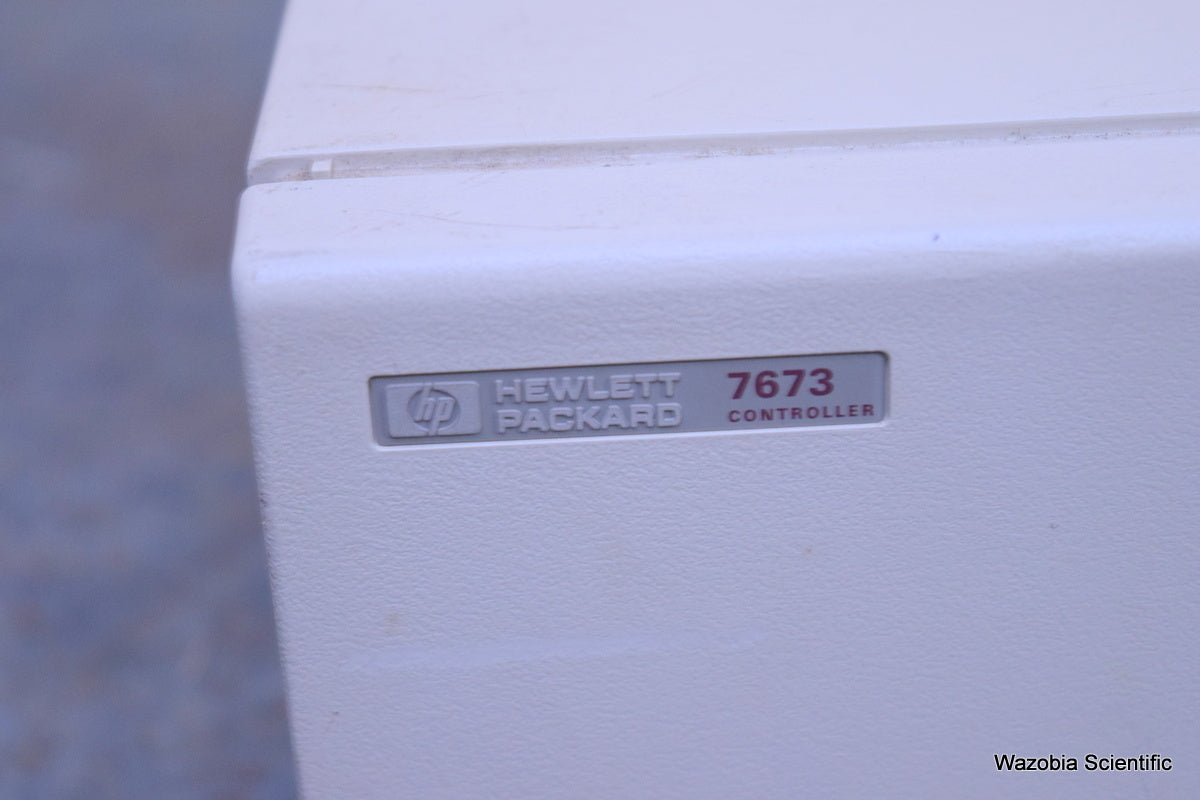 hp
HEWLETT
PACKARD
7673
CONTROLLER
Wazobia Scientific